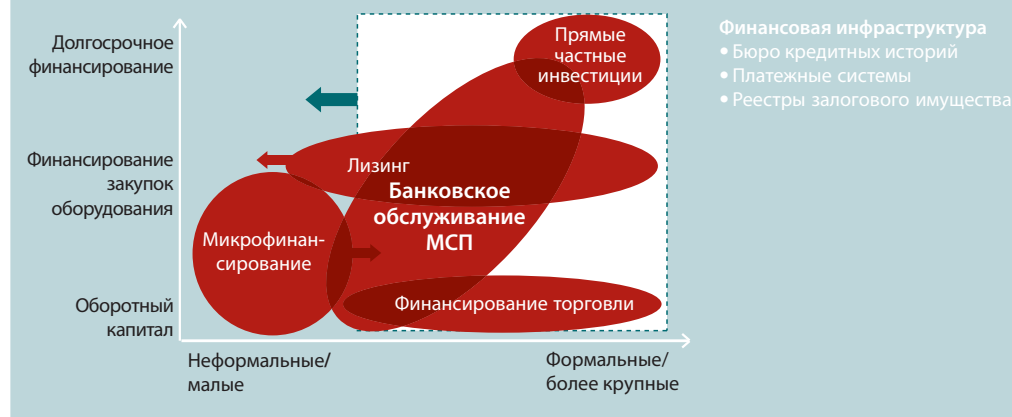 Долгосрочное
финансирование
Финансирование
закупок
оборудования
Оборотный
капитал
Прямые
частные
инвестиции
Лизинг
Банковское
обслуживание
МСП
Микрофинан-
сирование
Финансирование торговли
Неформальные/
малые
Формальные/
более крупные
Финансовая инфраструктура
• Бюро кредитных историй
• Платежные системы
• Реестры залогового имущества